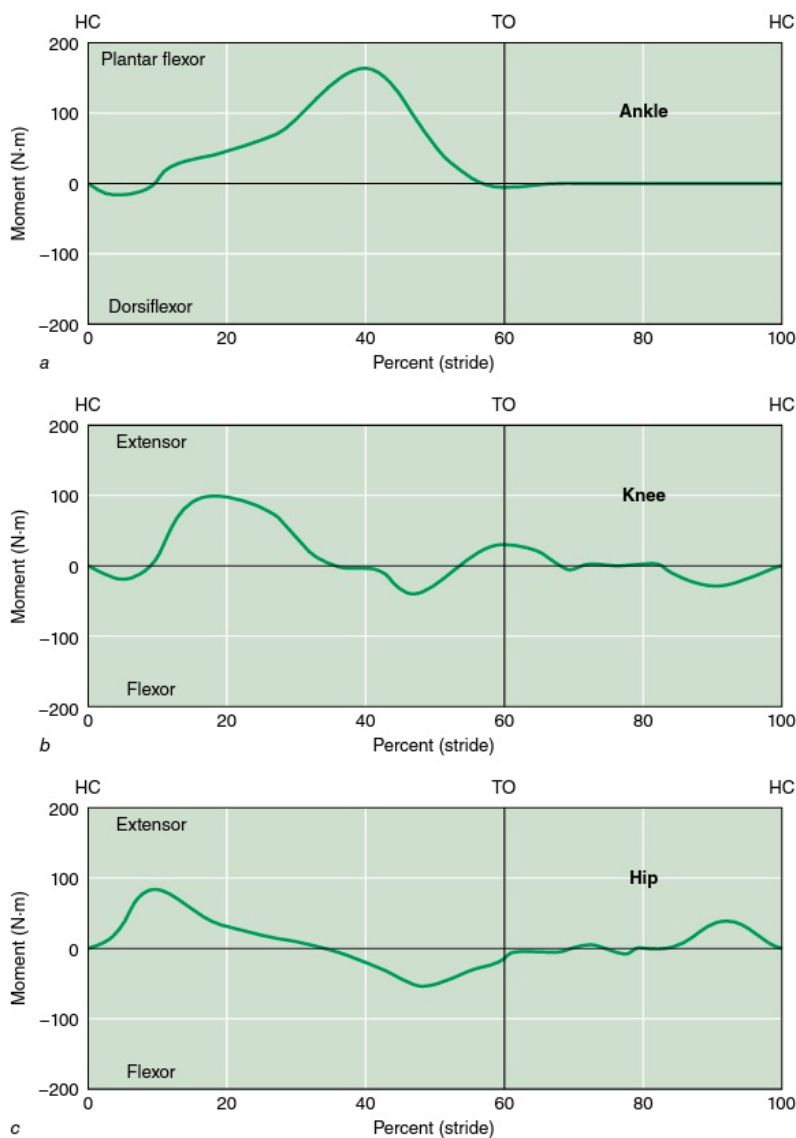 HC TO HC
200
Plantar flexor
100
Ankle
Moment (N·m)
0
−100
Dorsiflexor
−200
0 20 40 60 80 100
a Percent (stride)
HC TO HC
200
Extensor
100
Knee
Moment (N·m)
0
−100
Flexor
−200
0 20 40 60 80 100
b Percent (stride)
HC TO HC
200
Extensor
100
Hip
Moment (N·m)
0
−100
Flexor
−200
0 20 40 60 80 100
c Percent (stride)